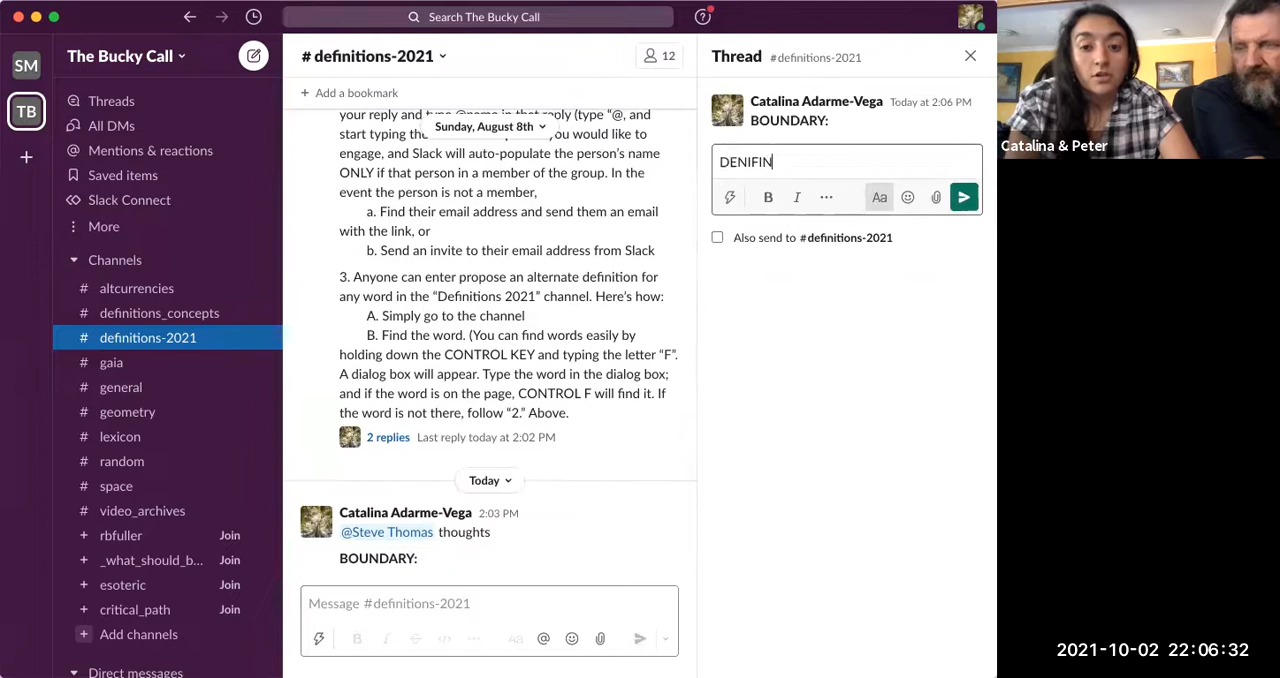 Search The Bucky Call
SM
TB
The Bucky Call
Threads
All DMs
Mentions & reactions
Saved items
Slack Connect
More
Channels
# altcurrencies
# definitions_concepts
# definitions-2021
# gaia
# general
# geometry
# lexicon
# random
# space
# video_archives
+ rbfuller Join
+ _what_should_b... Join
+ esoteric Join
+ critical_path Join
+ Add channels
Direct messages
# definitions-2021
12
+ Add a bookmark
your reply and type @name in that reply (type “@, and
Sunday, August 8th
start typing the you would like to
engage, and Slack will auto-populate the person’s name
ONLY if that person in a member of the group. In the
event the person is not a member,
a. Find their email address and send them an email
with the link, or
b. Send an invite to their email address from Slack
3. Anyone can enter propose an alternate definition for
any word in the “Definitions 2021” channel. Here’s how:
A. Simply go to the channel
B. Find the word. (You can find words easily by
holding down the CONTROL KEY and typing the letter “F”.
A dialog box will appear. Type the word in the dialog box;
and if the word is on the page, CONTROL F will find it. If
the word is not there, follow “2.” Above.
2 replies Last reply today at 2:02 PM
Today
Catalina Adarme-Vega 2:03 PM
@Steve Thomas thoughts
BOUNDARY:
Message #definitions-2021
B I S Aa @
Thread #definitions-2021
Catalina Adarme-Vega Today at 2:06 PM
BOUNDARY:
DENIFIN
B I ... Aa
Also send to #definitions-2021
Catalina & Peter
2021-10-02 22:06:32